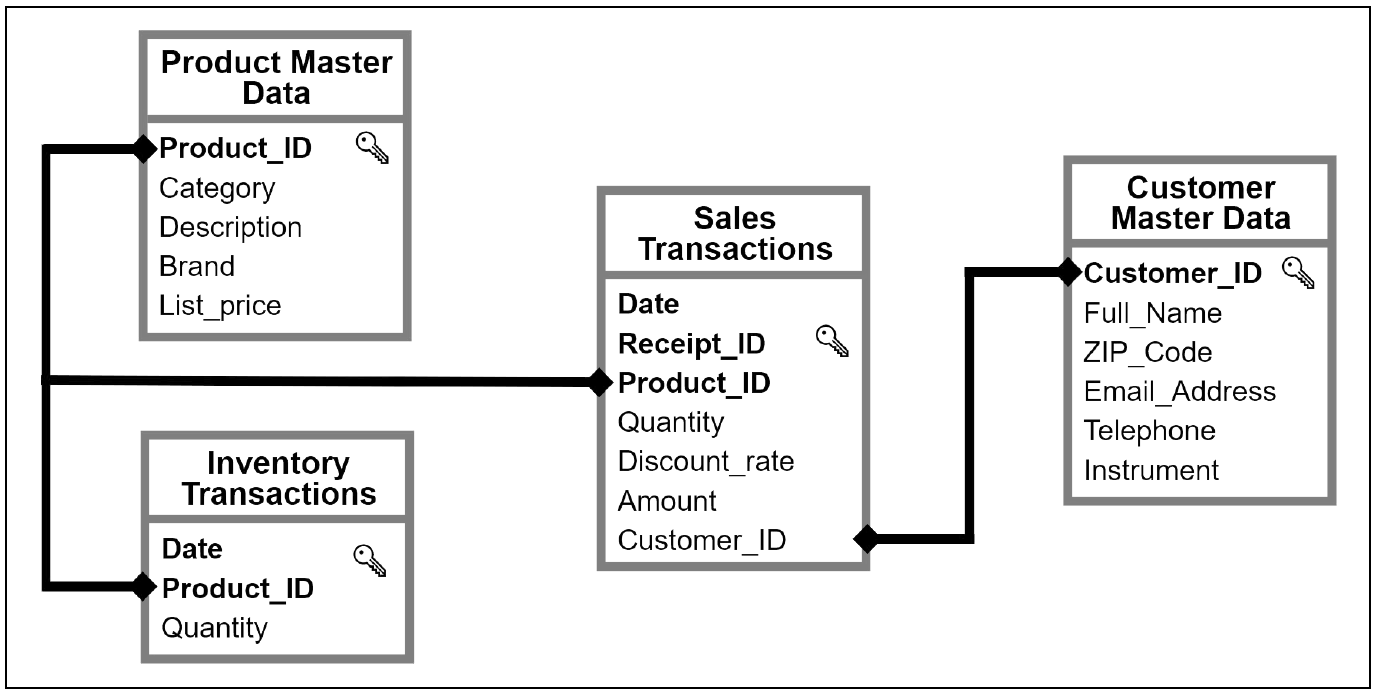 Product Master
Data
Product_ID
Category
Description
Brand
List_price
Inventory
Transactions
Date
Product_ID
Quantity
Sales
Transactions
Date
Receipt_ID
Product_ID
Quantity
Discount_rate
Amount
Customer_ID
Customer
Master Data
Customer_ID
Full_Name
ZIP_Code
Email_Address
Telephone
Instrument